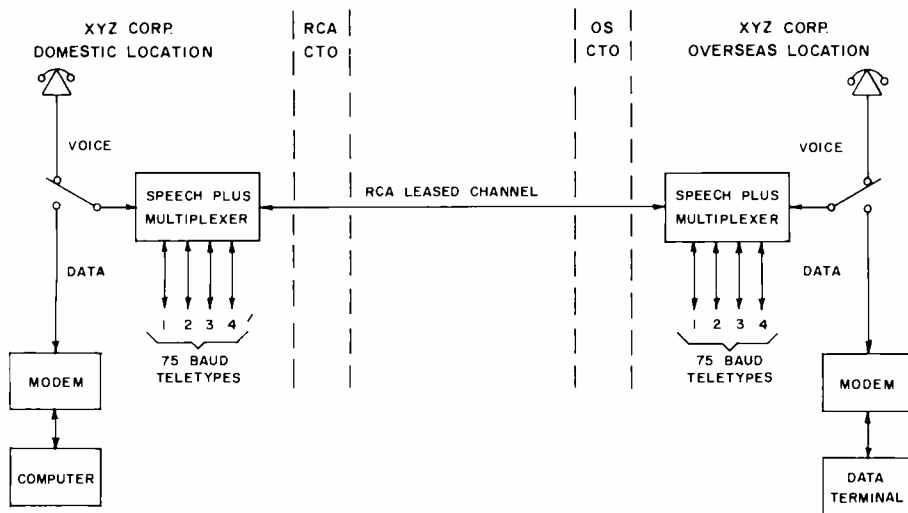 XYZ CORP.
DOMESTIC LOCATION
RCA
CTO
OS
CTO
XYZ CORP.
OVERSEAS LOCATION
VOICE
VOICE
SPEECH PLUS
MULTIPLEXER
RCA LEASED CHANNEL
SPEECH PLUS
MULTIPLEXER
DATA
DATA
1 2 3 4
1 2 3 4
75 BAUD
TELETYPES
75 BAUD
TELETYPES
MODEM
MODEM
COMPUTER
DATA
TERMINAL